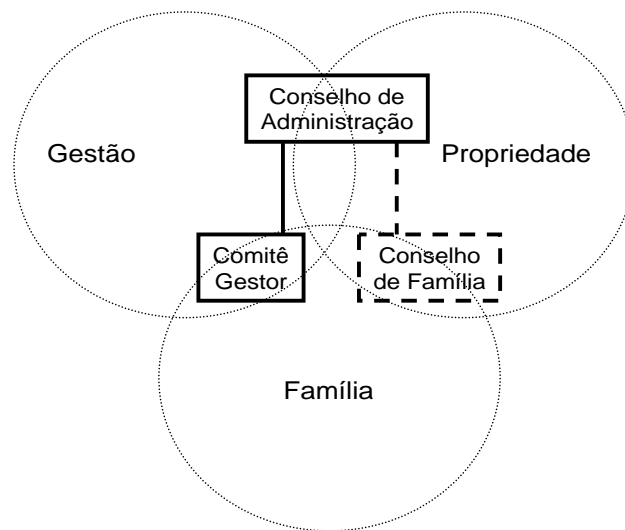 Conselho de
Administração
Gestão
Propriedade
Comitê
Gestor
Conselho
de Família
Família